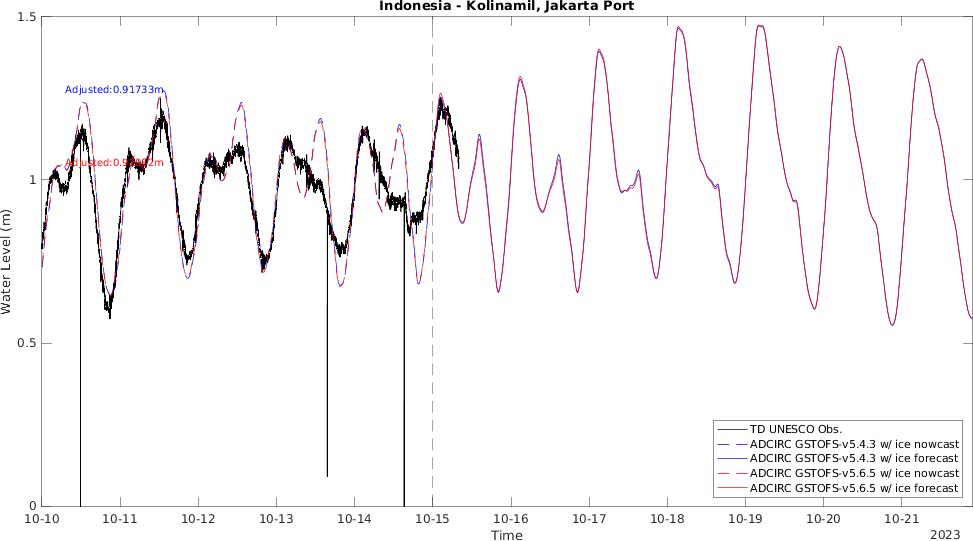 Indonesia - Kolinamil, Jakarta Port
1.5
Adjusted:0.91733m
1
0.5
0
Water Level (m)
TD UNESCO Obs.
ADCIRC GSTOFS-v5.4.3 w/ ice nowcast
ADCIRC GSTOFS-v5.4.3 w/ ice forecast
ADCIRC GSTOFS-v5.6.5 w/ ice nowcast
ADCIRC GSTOFS-v5.6.5 w/ ice forecast
10-10 10-11 10-12 10-13 10-14 10-15 10-16 10-17 10-18 10-19 10-20 10-21
Time
2023